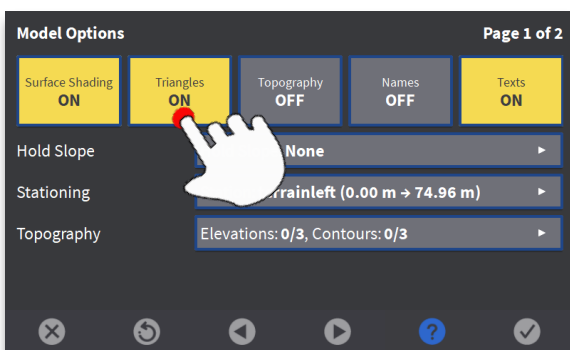 Model Options
Page 1 of 2
Surface Shading
ON
Triangles
ON
Topography
OFF
Names
OFF
Texts
ON
Hold Slope
None
Stationing
(0.00 m → 74.96 m)
Topography
Elevations: 0/3, Contours: 0/3
?